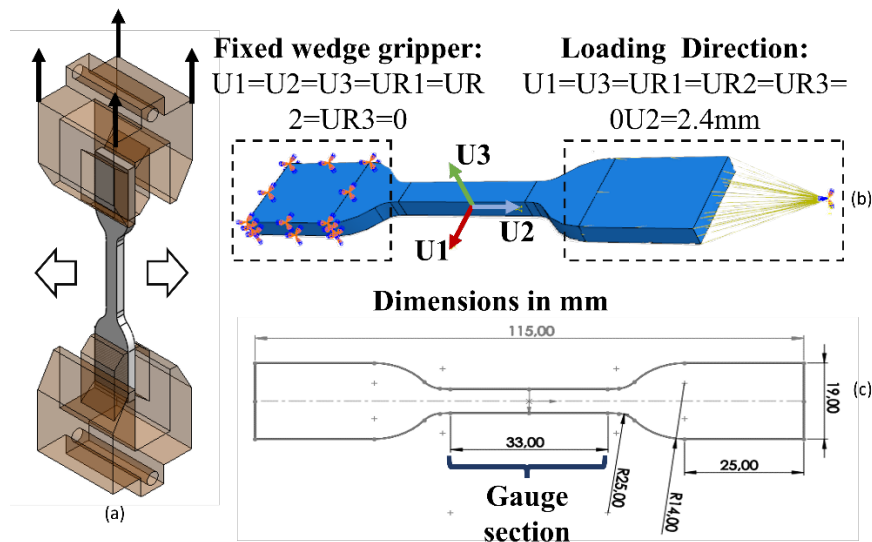 Fixed wedge gripper:
U1=U2=U3=UR1=UR
2=UR3=0
Loading Direction:
U1=U3=UR1=UR2=UR3=
0U2=2.4mm
U3
U2
U1
(b)
Dimensions in mm
115,00
19,00
(c)
33,00
R25,00
R14,00
25,00
Gauge
section
(a)